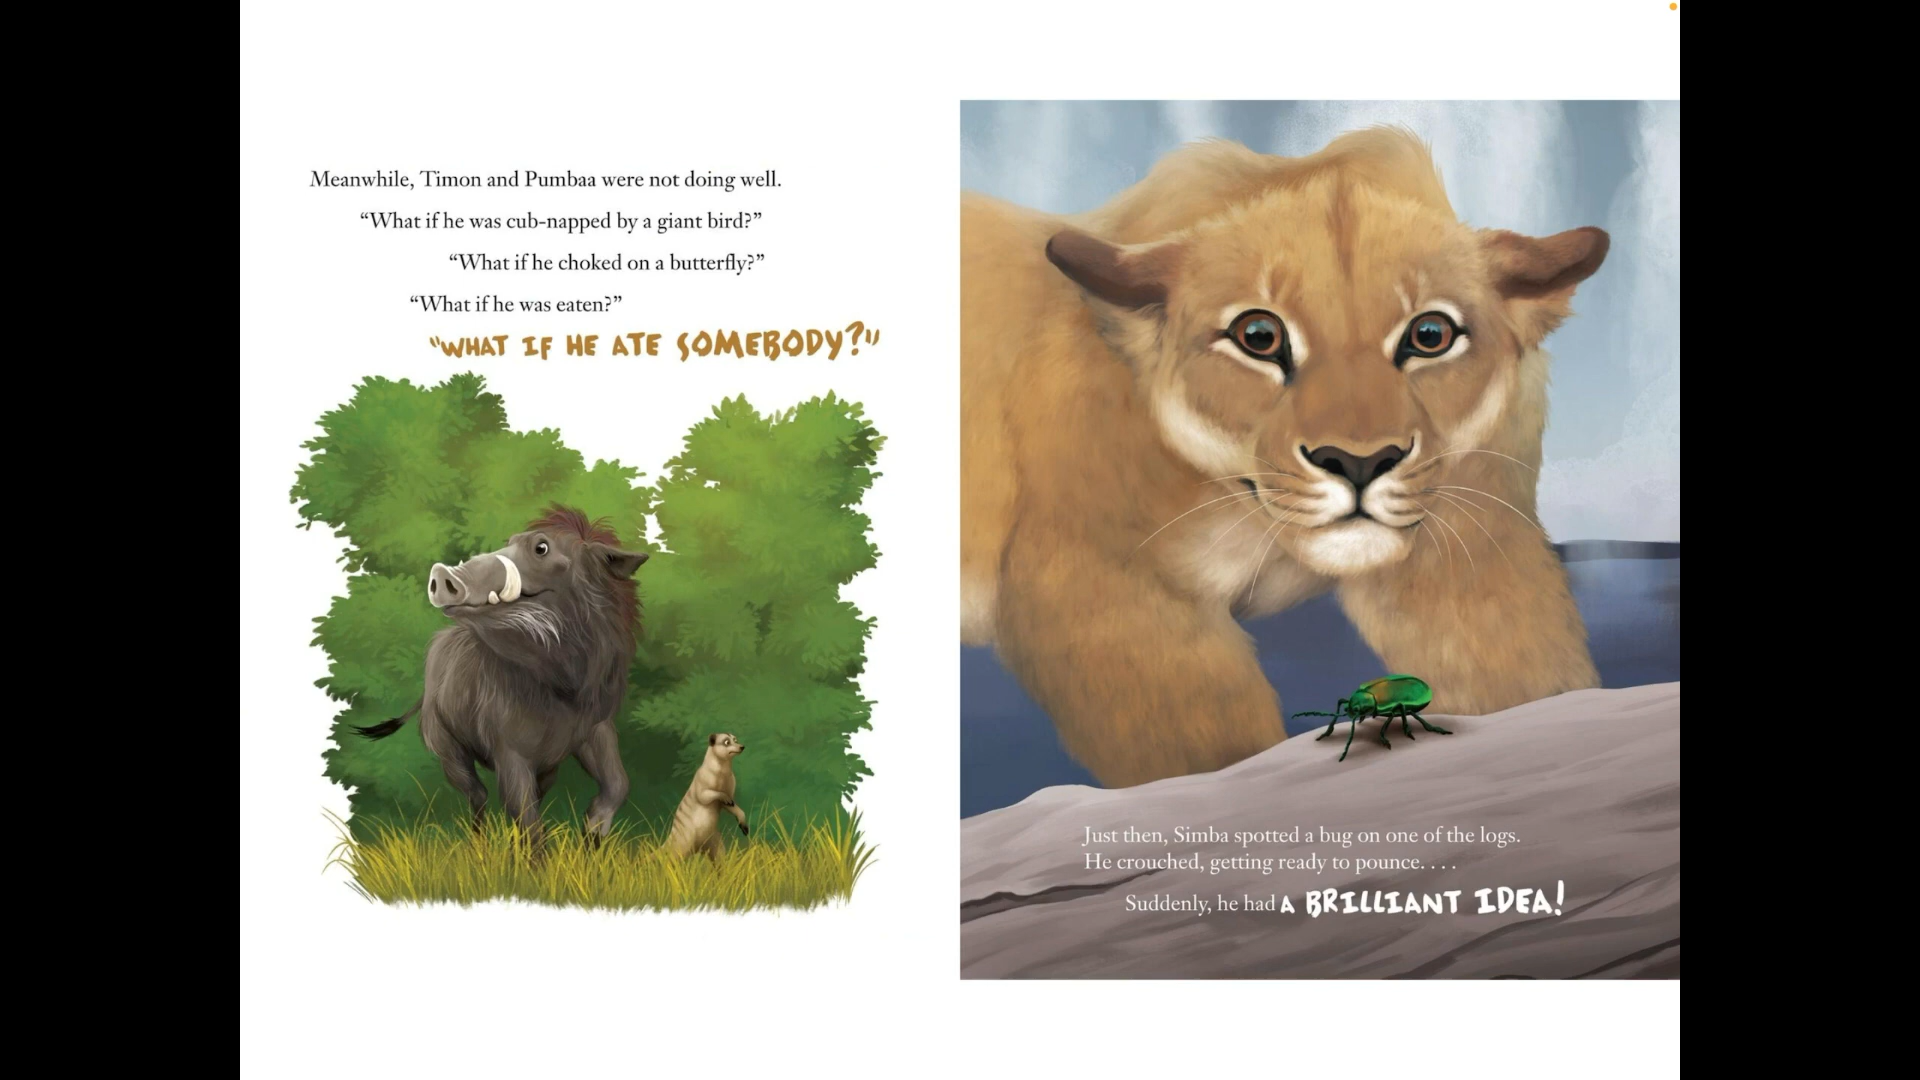 Meanwhile, Timon and Pumbaa were not doing well.
“What if he was cub-napped by a giant bird?”
“What if he choked on a butterfly?”
“What if he was eaten?”
“WHAT IF HE ATE SOMEBODY?”
Just then, Simba spotted a bug on one of the logs.
He crouched, getting ready to pounce. . . .
Suddenly, he had A BRILLIANT IDEA!